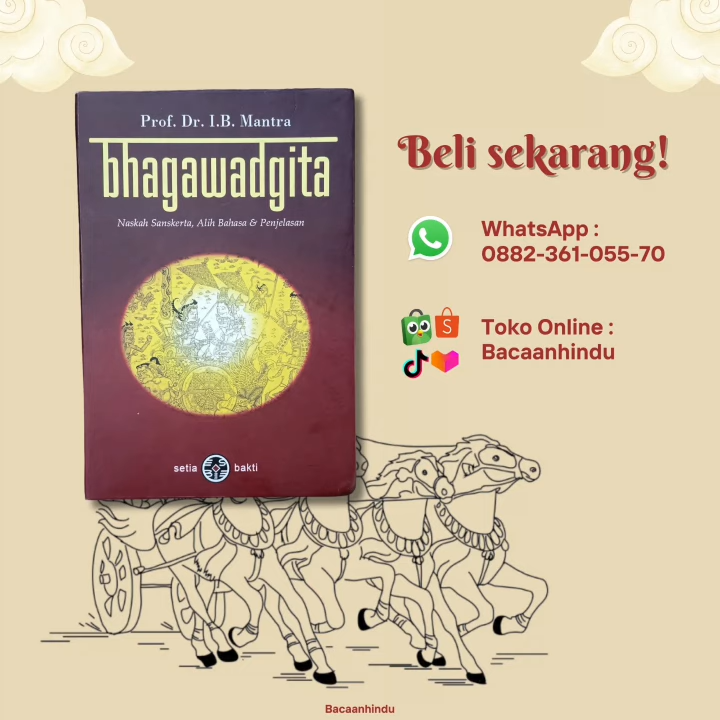 Prof. Dr. I.B. Mantra
bhagawadgita
Naskah Sanskerta, Alih Bahasa & Penjelasan
setia bakti
Beli sekarang!
WhatsApp :
0882-361-055-70
Toko Online :
Bacaanhindu
Bacaanhindu